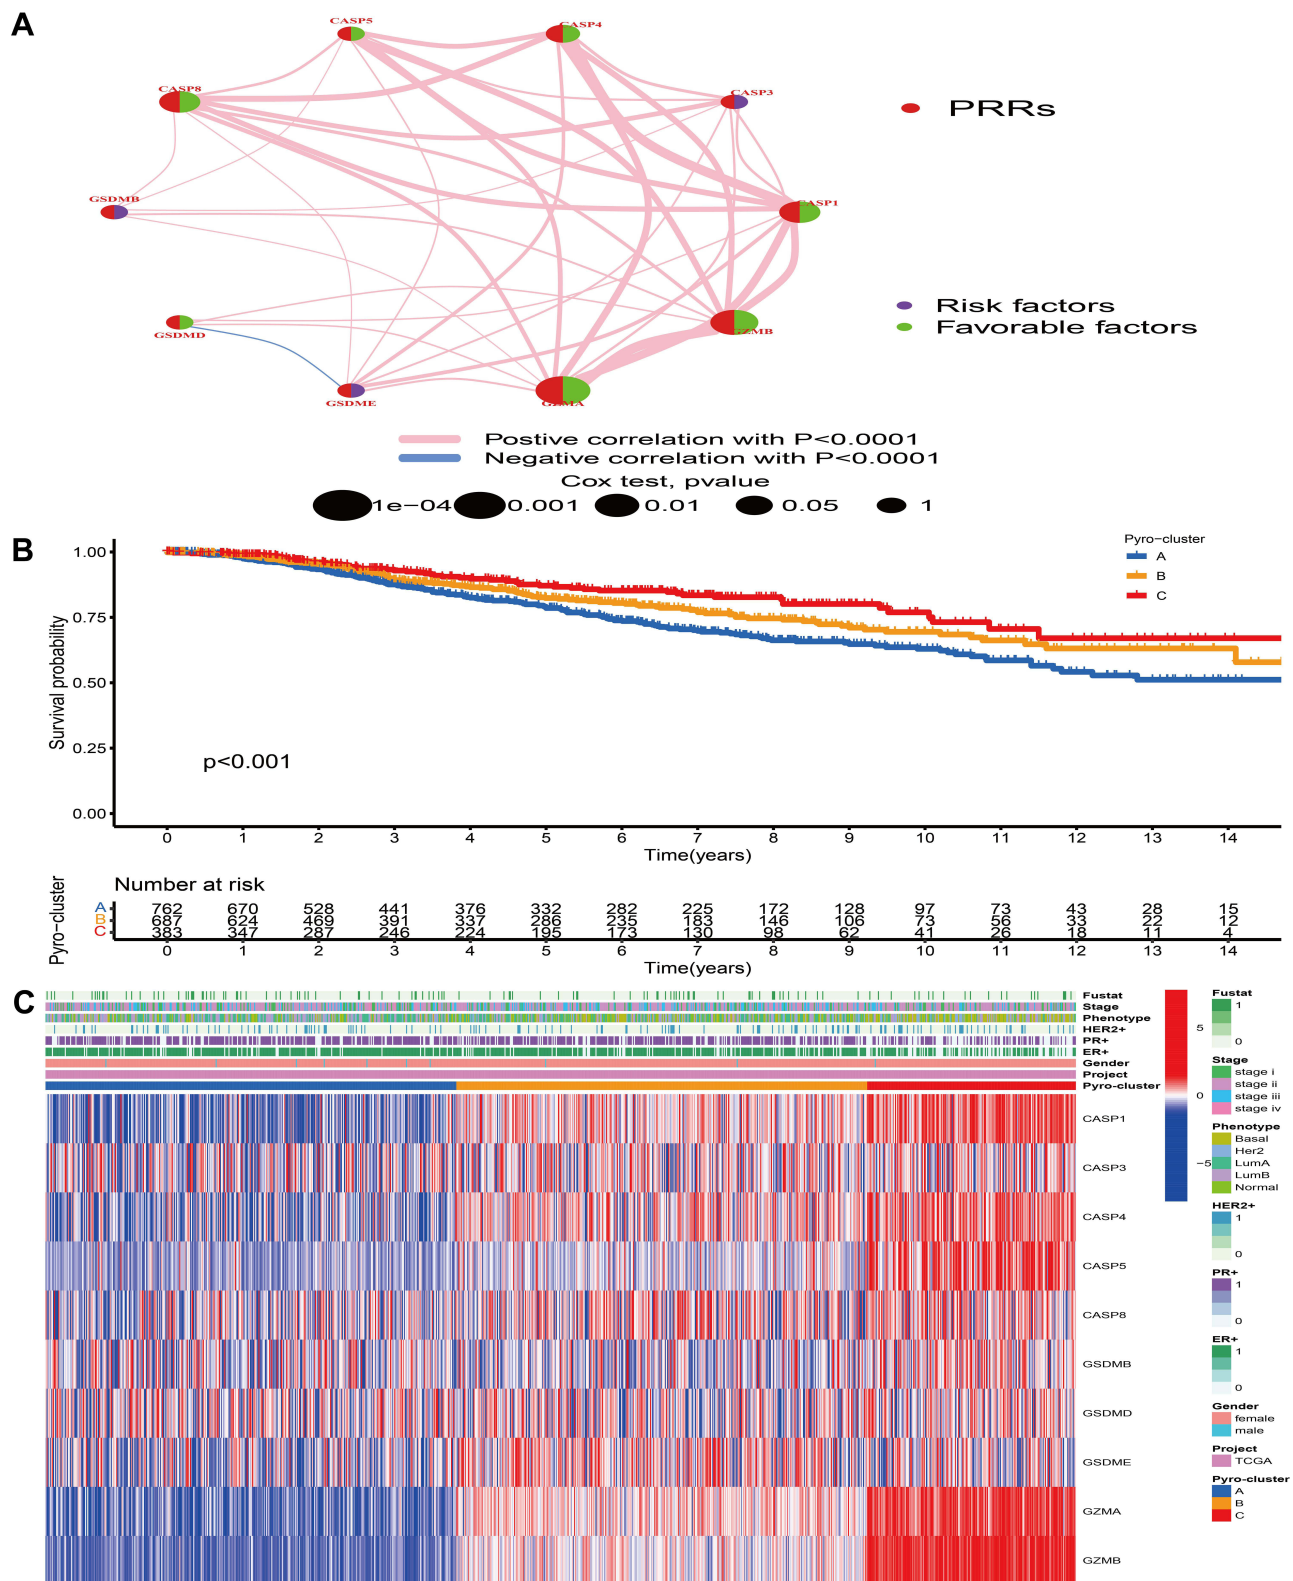 A
CASP5
CASP4
CASP8
CASP3
PRRs
GSDMB
CASP1
Risk factors
Favorable factors
GSDMD
GZMB
GSDME
GZMA
Postive correlation with P<0.0001
Negative correlation with P<0.0001
Cox test, pvalue
1e-04 0.001 0.01 0.05 1
B
Pyro-cluster
A
B
C
Survival probability
1.00
0.75
0.50
0.25
0.00
p<0.001
0 1 2 3 4 5 6 7 8 9 10 11 12 13 14
Time(years)
Number at risk
Pyro-cluster
A 762 670 528 441 376 332 282 225 172 128 97 73 43 28 15
B 687 624 469 391 337 286 235 183 146 106 73 56 33 22 12
C 383 347 287 246 224 195 173 130 98 62 41 26 18 11 4
0 1 2 3 4 5 6 7 8 9 10 11 12 13 14
Time(years)
C
Fustat
Stage
Phenotype
HER2+
PR+
ER+
Gender
Project
Pyro-cluster
CASP1
CASP3
CASP4
CASP5
CASP8
GSDMB
GSDMD
GSDME
GZMA
GZMB
5
0
−5
Fustat
1
0
Stage
stage i
stage ii
stage iii
stage iv
Phenotype
Basal
Her2
LumA
LumB
Normal
HER2+
1
0
PR+
1
0
ER+
1
0
Gender
female
male
Project
TCGA
Pyro-cluster
A
B
C